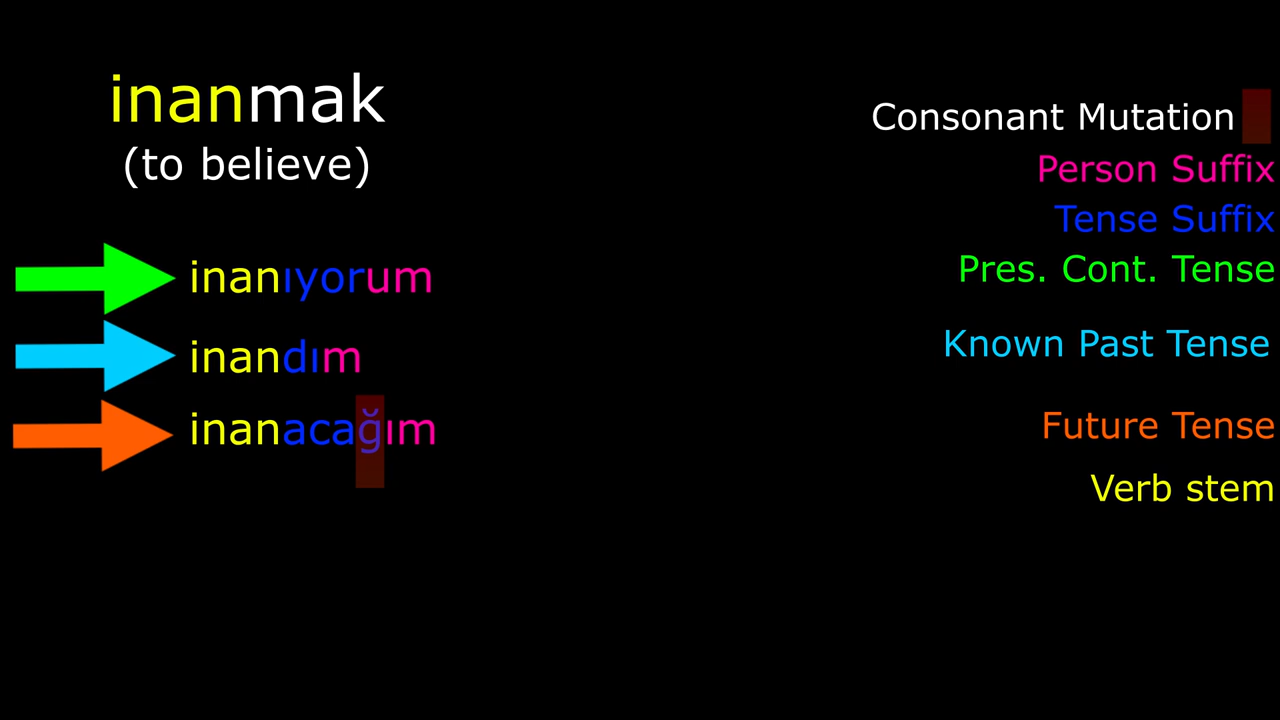 inanmak
(to believe)
inanıyorum
inandım
inanacağım
Consonant Mutation
Person Suffix
Tense Suffix
Pres. Cont. Tense
Known Past Tense
Future Tense
Verb stem